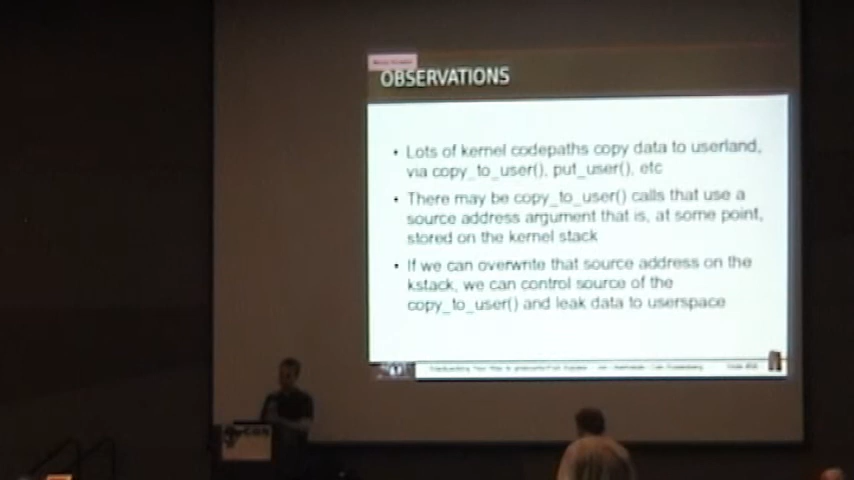 OBSERVATIONS
• Lots of kernel codepaths copy data to userland,
via copy_to_user(), put_user(), etc
• There may be copy_to_user() calls that use a
source address argument that is, at some point,
stored on the kernel stack
• If we can overwrite that source address on the
kstack, we can control source of the
copy_to_user() and leak data to userspace